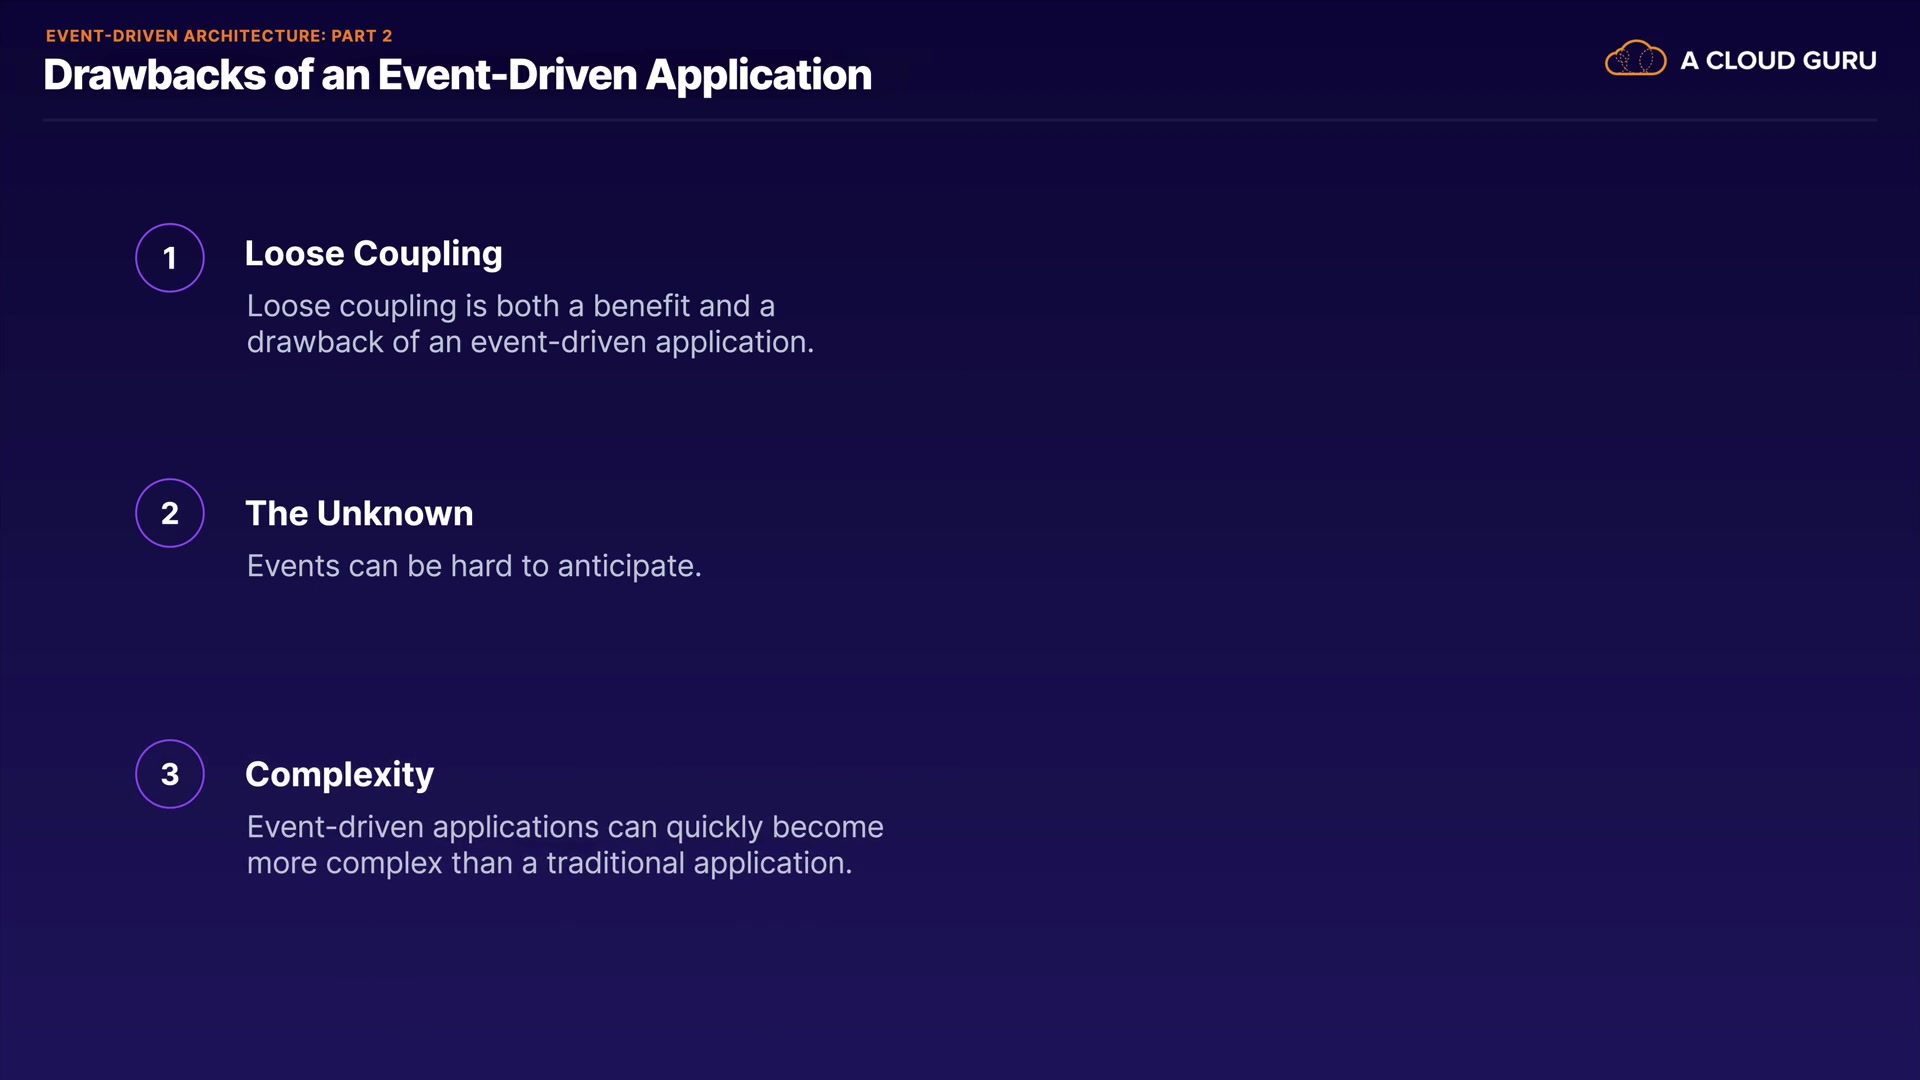 EVENT-DRIVEN ARCHITECTURE: PART 2
Drawbacks of an Event-Driven Application
A CLOUD GURU
1
Loose Coupling
Loose coupling is both a benefit and a
drawback of an event-driven application.
2
The Unknown
Events can be hard to anticipate.
3
Complexity
Event-driven applications can quickly become
more complex than a traditional application.